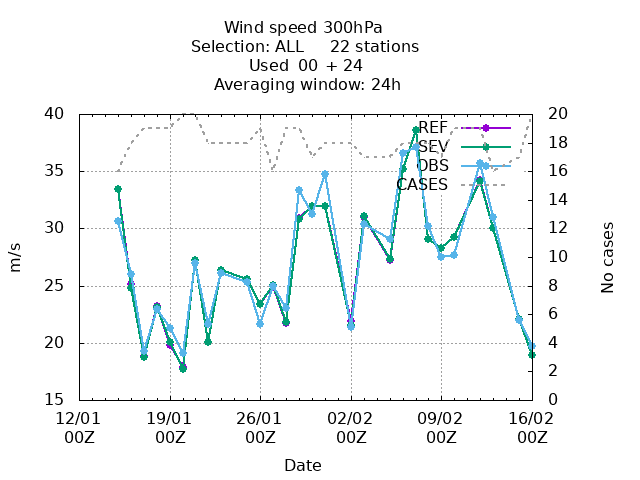 Wind speed 300hPa
Selection: ALL 22 stations
Used 00 + 24
Averaging window: 24h
40
35
30
25
20
15
m/s
20
18
16
14
12
10
8
6
4
2
0
No cases
REF
SEV
OBS
CASES
12/01 19/01 26/01 02/02 09/02 16/02
00Z 00Z 00Z 00Z 00Z 00Z
Date